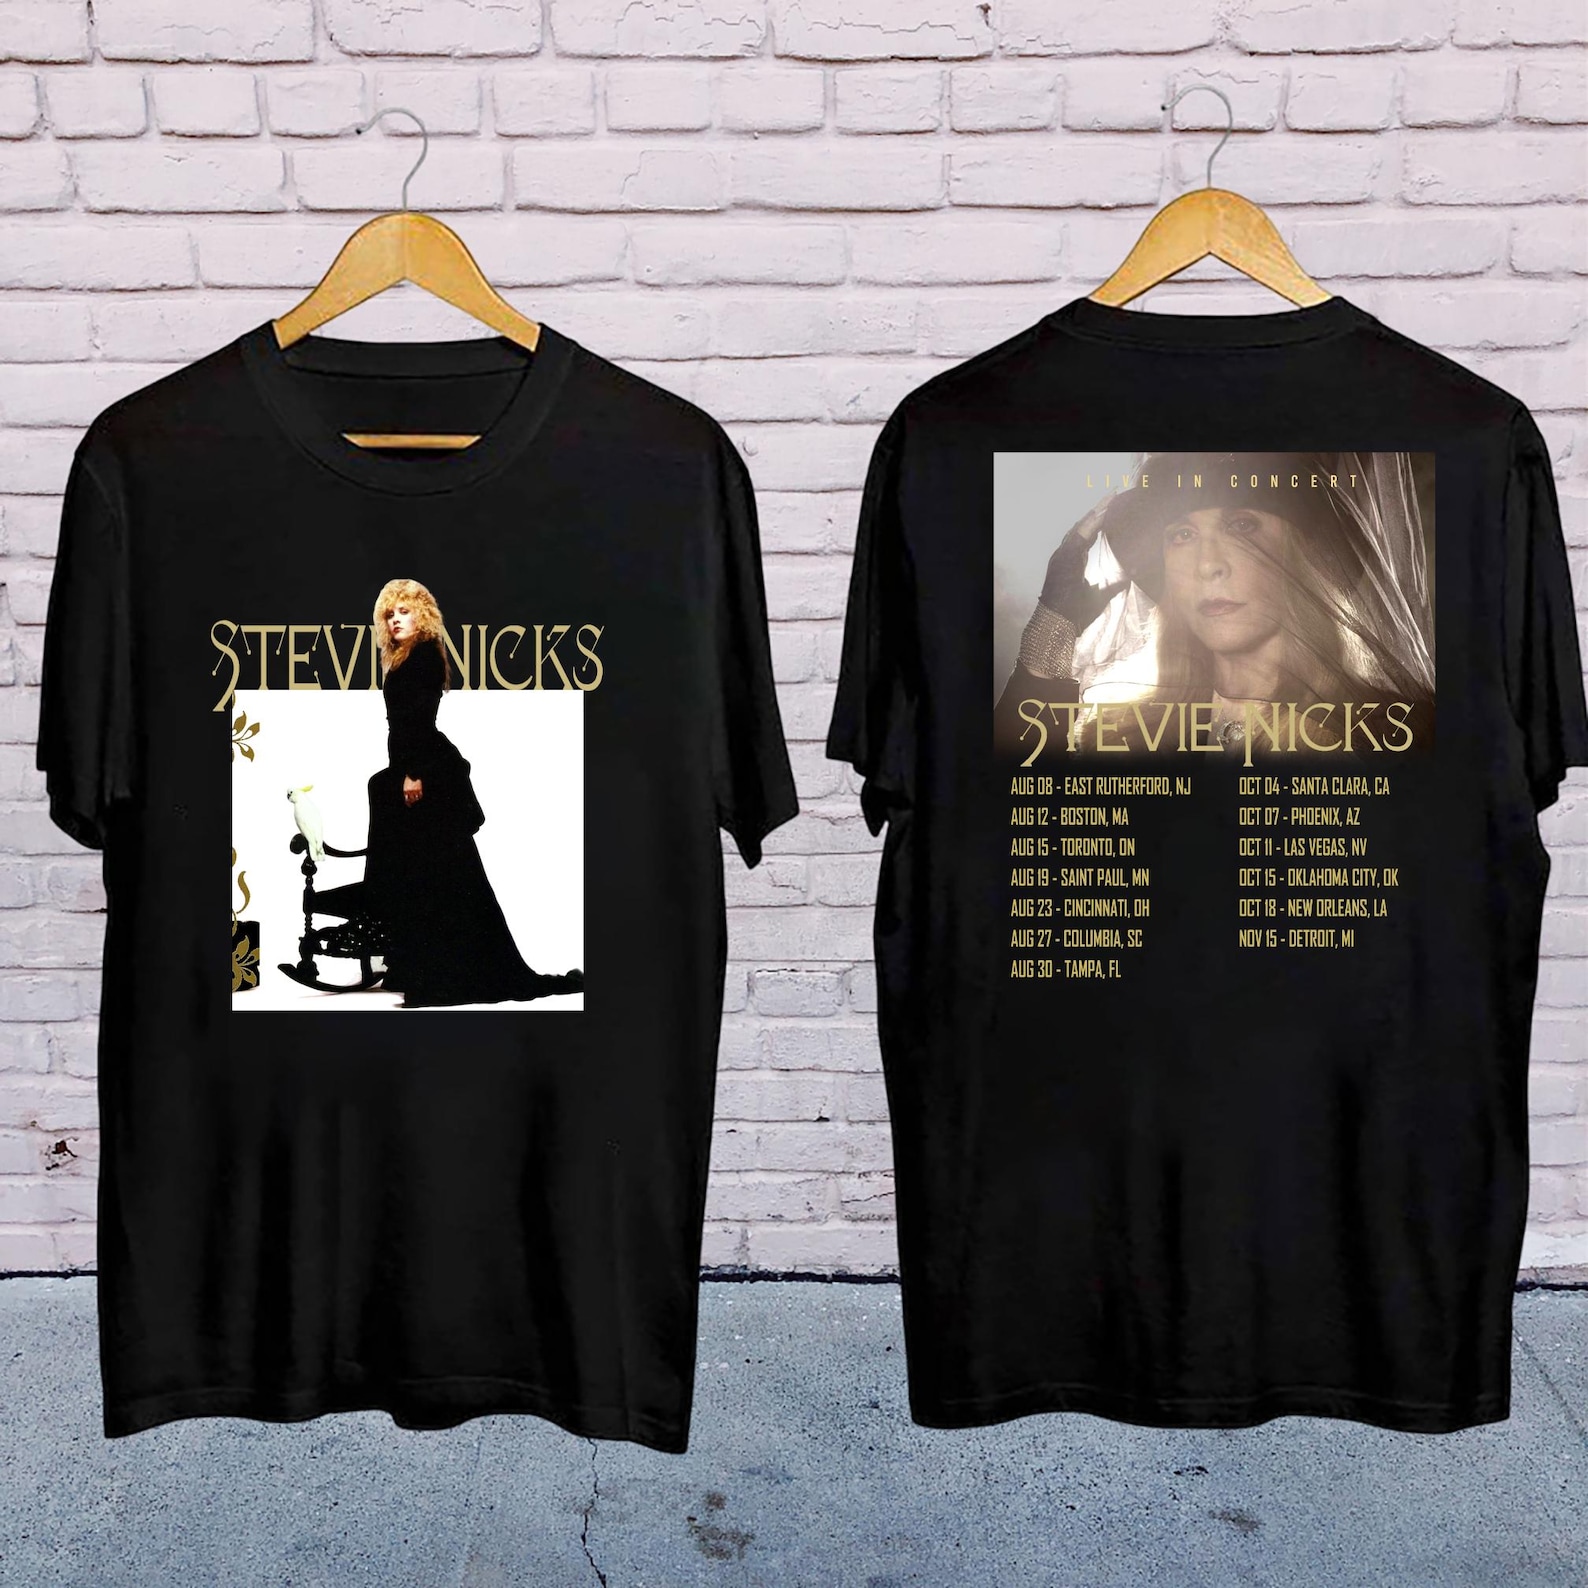 STEVIE NICKS
LIVE IN CONCERT
STEVIE NICKS
AUG 08 - EAST RUTHERFORD, NJ
AUG 12 - BOSTON, MA
AUG 15 - TORONTO, ON
AUG 19 - SAINT PAUL, MN
AUG 23 - CINCINNATI, OH
AUG 27 - COLUMBIA, SC
AUG 30 - TAMPA, FL
OCT 04 - SANTA CLARA, CA
OCT 07 - PHOENIX, AZ
OCT 11 - LAS VEGAS, NV
OCT 15 - OKLAHOMA CITY, OK
OCT 18 - NEW ORLEANS, LA
NOV 15 - DETROIT, MI